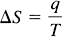 ΔS = q/T